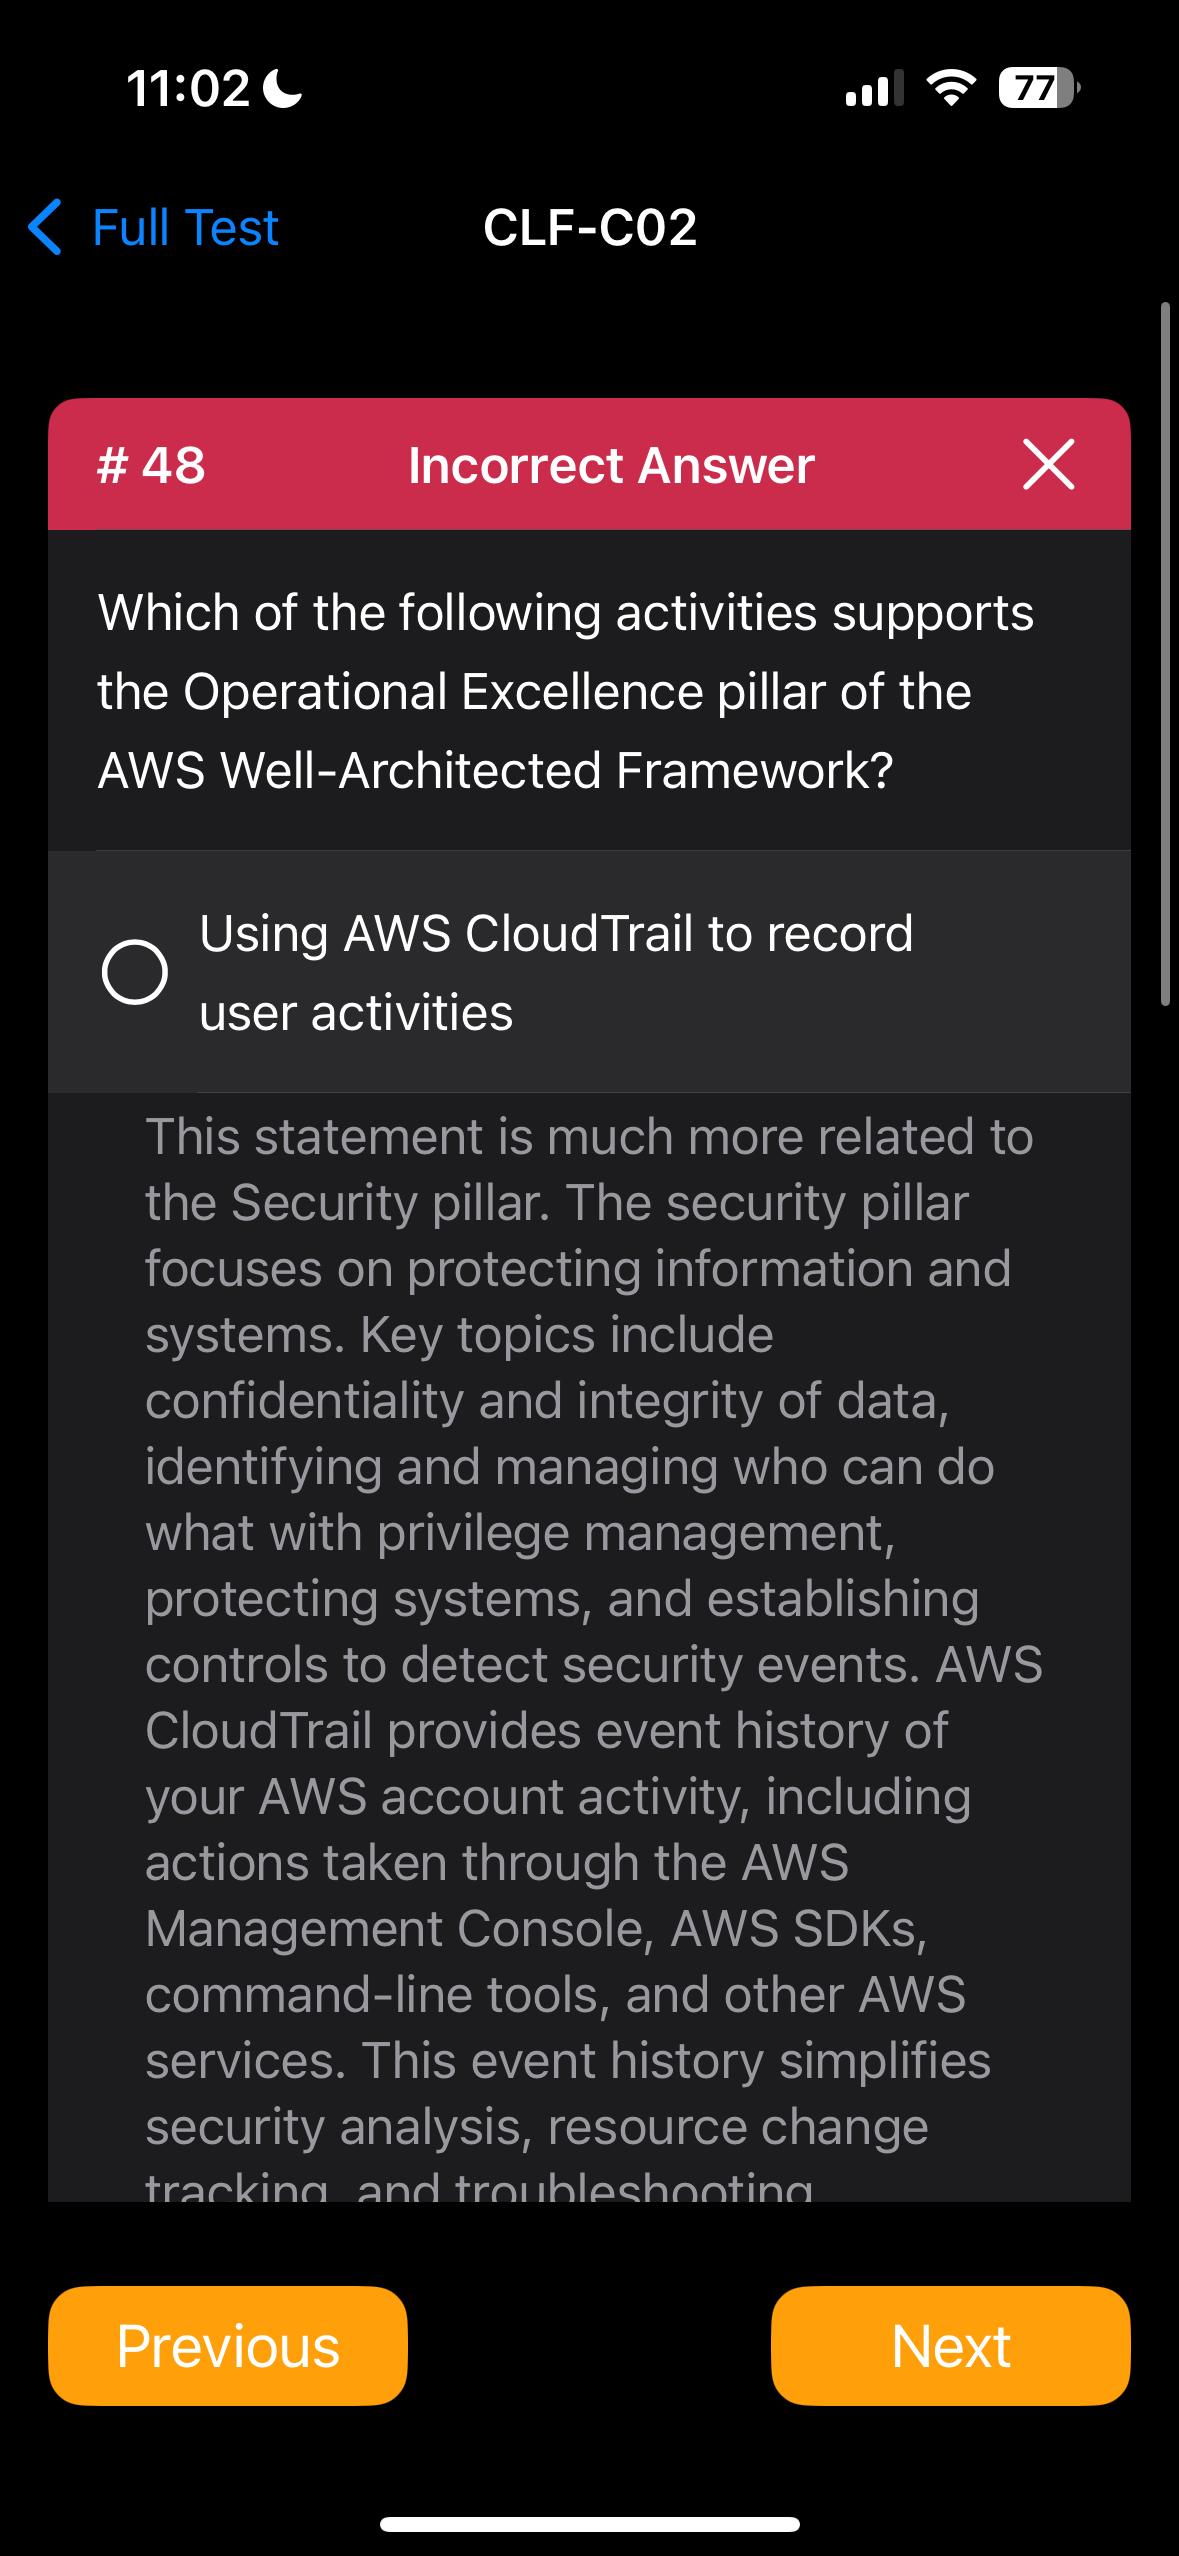 11:02
77
Full Test
CLF-C02
# 48
Incorrect Answer
Which of the following activities supports
the Operational Excellence pillar of the
AWS Well-Architected Framework?
Using AWS CloudTrail to record
user activities
This statement is much more related to
the Security pillar. The security pillar
focuses on protecting information and
systems. Key topics include
confidentiality and integrity of data,
identifying and managing who can do
what with privilege management,
protecting systems, and establishing
controls to detect security events. AWS
CloudTrail provides event history of
your AWS account activity, including
actions taken through the AWS
Management Console, AWS SDKs,
command-line tools, and other AWS
services. This event history simplifies
security analysis, resource change
tracking, and troubleshooting
Previous
Next